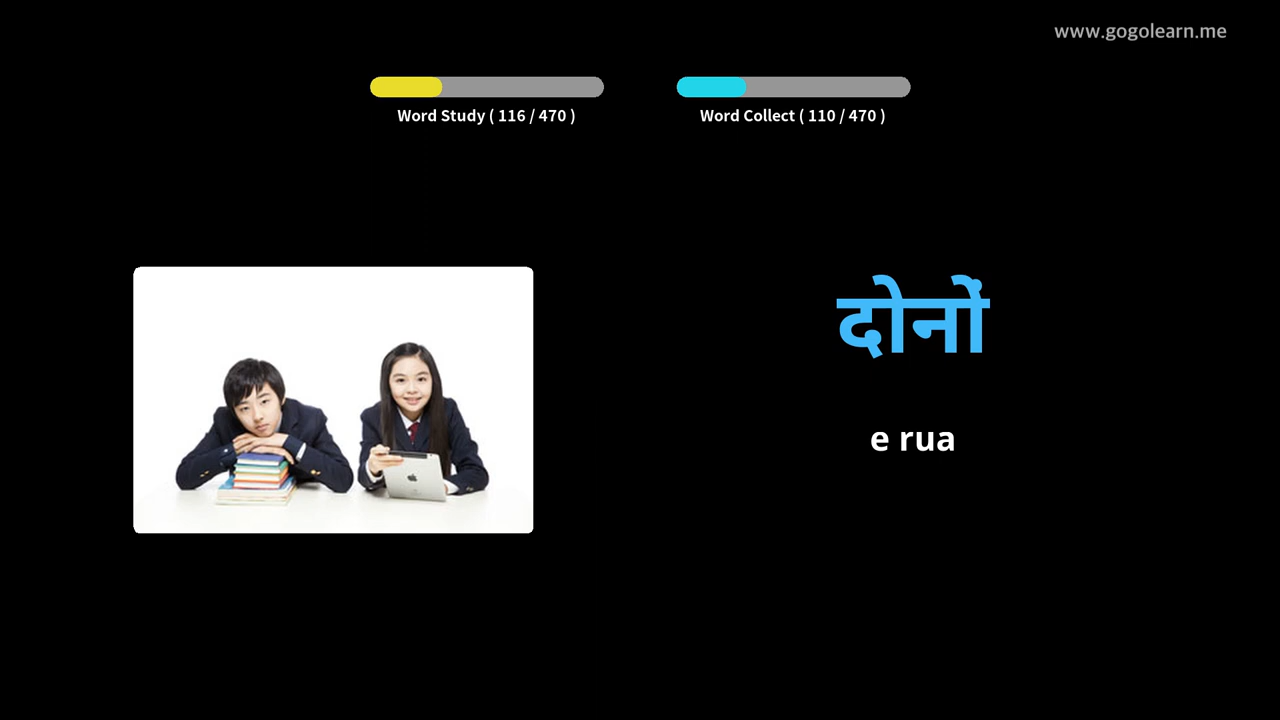 www.gogolearn.me
Word Study ( 116 / 470 )
Word Collect ( 110 / 470 )
दोनों
e rua